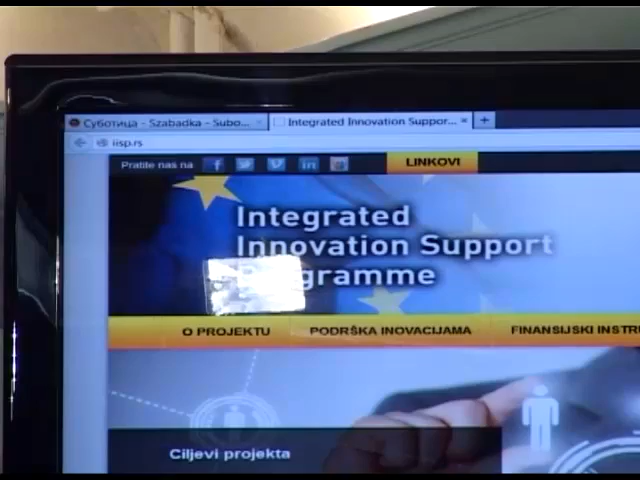 Суботица - Szabadka - Subo...
Integrated Innovation Suppor...
iisp.rs
Pratite nas na
LINKOVI
Integrated
Innovation Support
gramme
O PROJEKTU
PODRŠKA INOVACIJAMA
FINANSIJSKI INSTRU
Ciljevi projekta